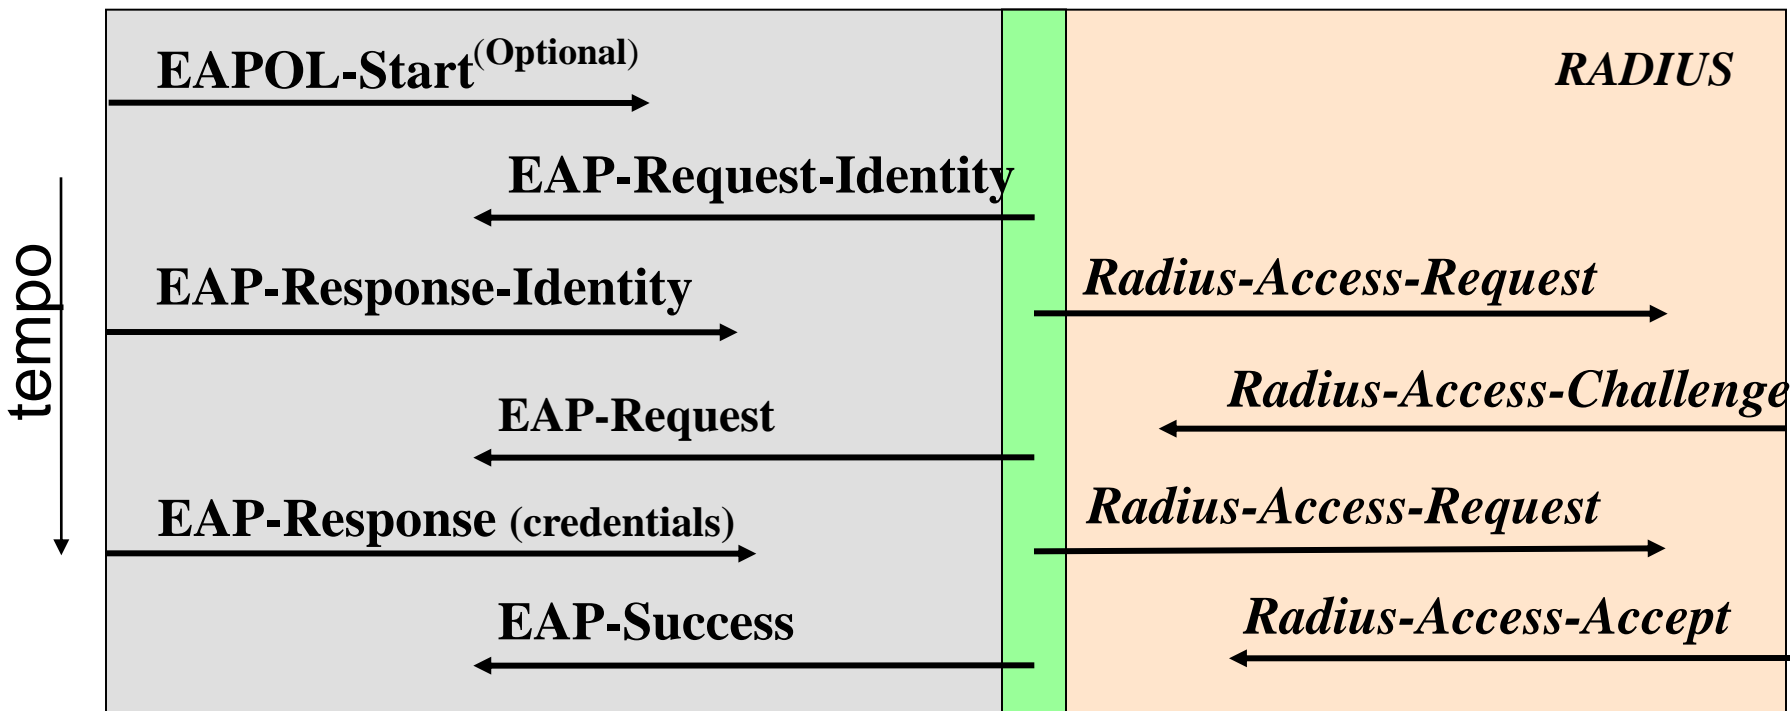 EAPOL-Start(Optional)
RADIUS
EAP-Request-Identity
tempo
EAP-Response-Identity
Radius-Access-Request
Radius-Access-Challenge
EAP-Request
Radius-Access-Request
EAP-Response (credentials)
Radius-Access-Accept
EAP-Success